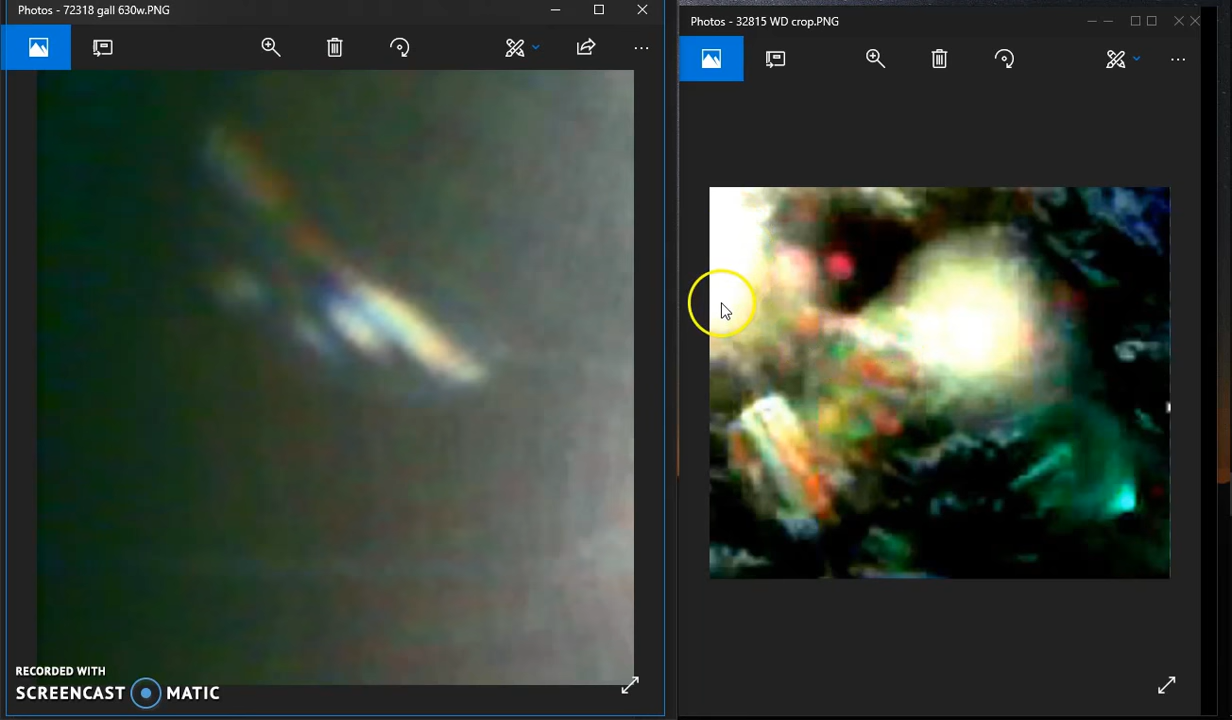 Photos - 72318 gall 630w.PNG
Photos - 32815 WD crop.PNG
RECORDED WITH
SCREENCAST MATIC